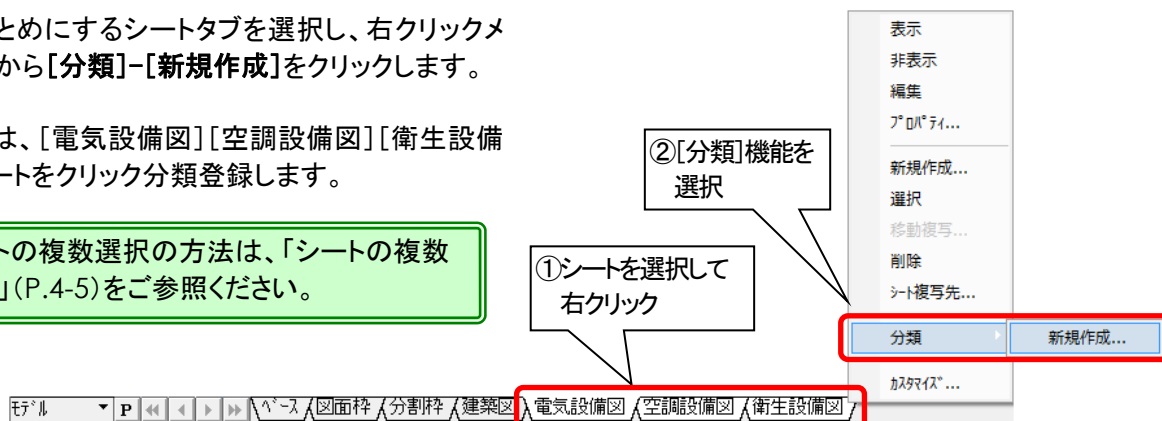 とめにするシートタブを選択し、右クリックメ
から[分類]-[新規作成]をクリックします。
は、[電気設備図][空調設備図][衛生設備
ートをクリック分類登録します。
トの複数選択の方法は、「シートの複数
」(P.4-5)をご参照ください。
①シートを選択して
右クリック
②[分類]機能を
選択
表示
非表示
編集
ﾌﾟﾛﾊﾟﾃｨ...
新規作成...
選択
移動複写...
削除
ｼｰﾄ複写先...
分類
新規作成...
ｶｽﾀﾏｲｽﾞ...
ﾓﾃﾞﾙ P ﾍﾞｰｽ 図面枠 分割枠 建築図 電気設備図 空調設備図 衛生設備図